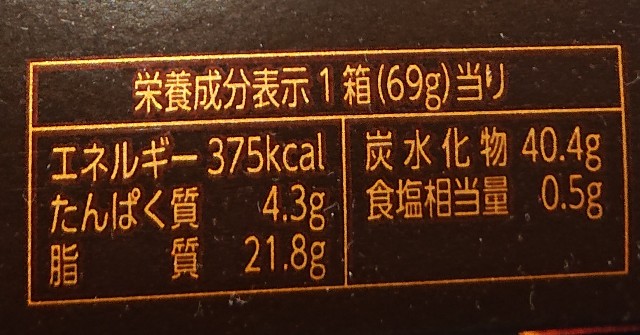 栄養成分表示1箱(69g)当り
エネルギー 375kcal
たんぱく質 4.3g
脂質 21.8g
炭水化物 40.4g
食塩相当量 0.5g